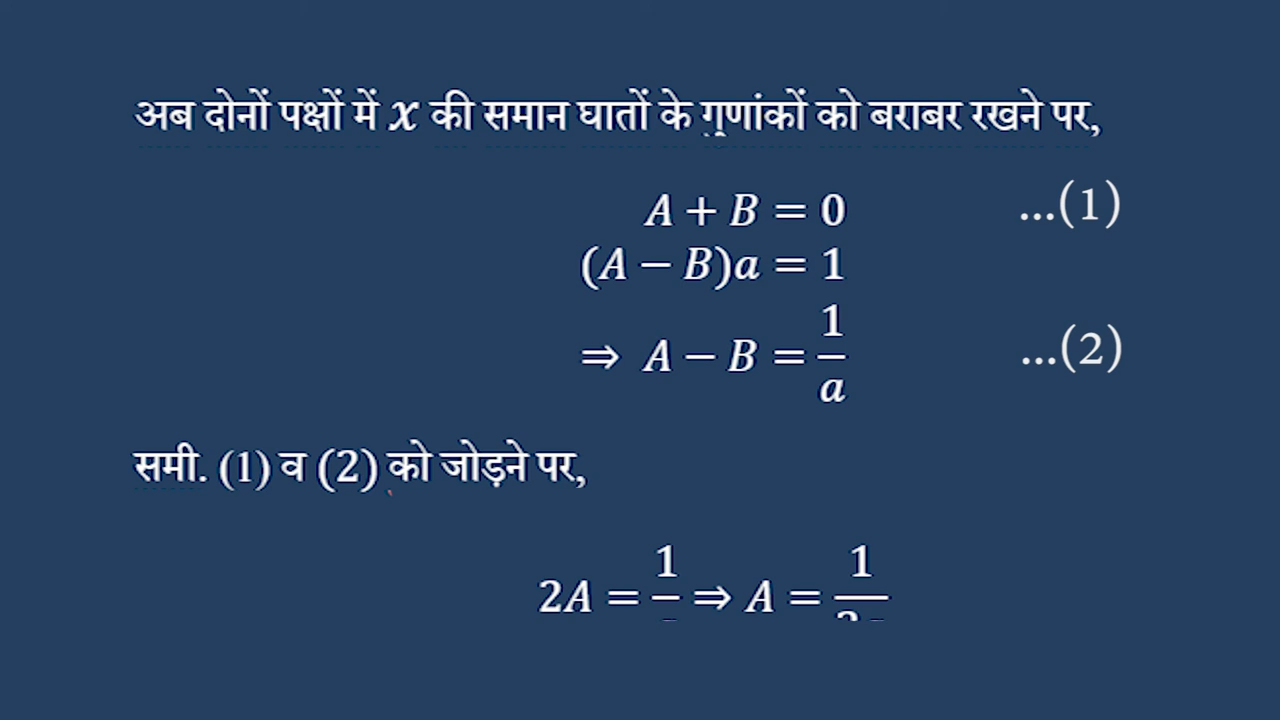 अब दोनों पक्षों में x की समान घातों के गुणांकों को बराबर रखने पर,
A + B = 0 ...(1)
(A − B)a = 1
⇒ A − B = 1/a ...(2)
समी. (1) व (2) को जोड़ने पर,
2A = 1/ ⇒ A = 1/